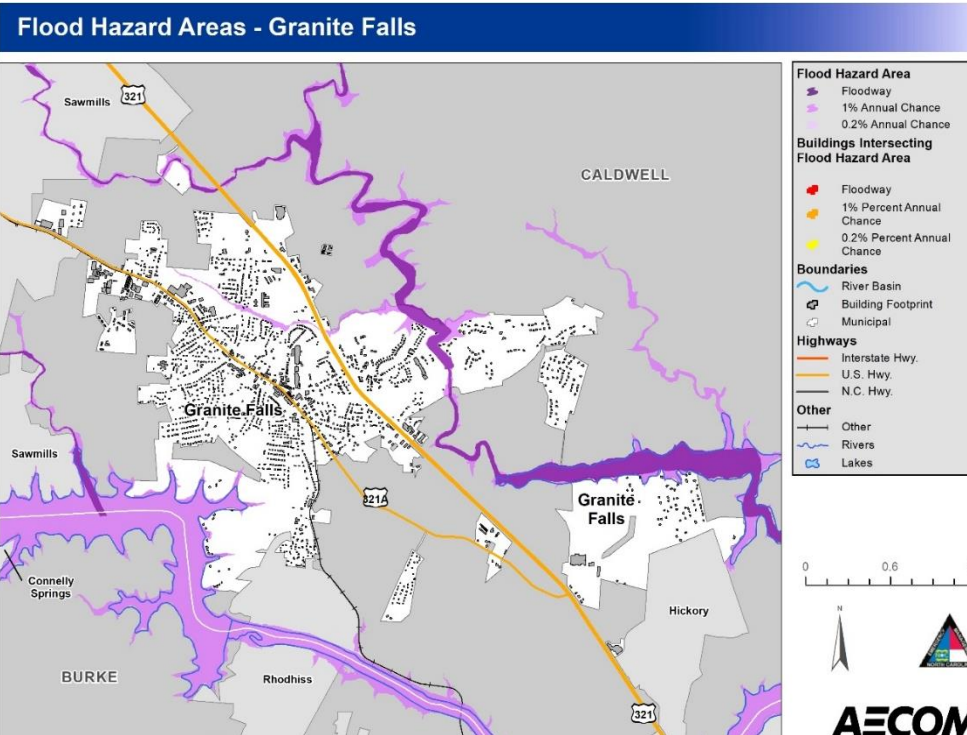 Flood Hazard Areas - Granite Falls
Sawmills
321
CALDWELL
Granite Falls
Sawmills
321A
Granite
Falls
Connelly
Springs
Hickory
BURKE
Rhodhiss
321
Flood Hazard Area
Floodway
1% Annual Chance
0.2% Annual Chance
Buildings Intersecting
Flood Hazard Area
Floodway
1% Percent Annual
Chance
0.2% Percent Annual
Chance
Boundaries
River Basin
Building Footprint
Municipal
Highways
Interstate Hwy.
U.S. Hwy.
N.C. Hwy.
Other
Other
Rivers
Lakes
0 0.6
N
NORTH CAROLINA
AECOM